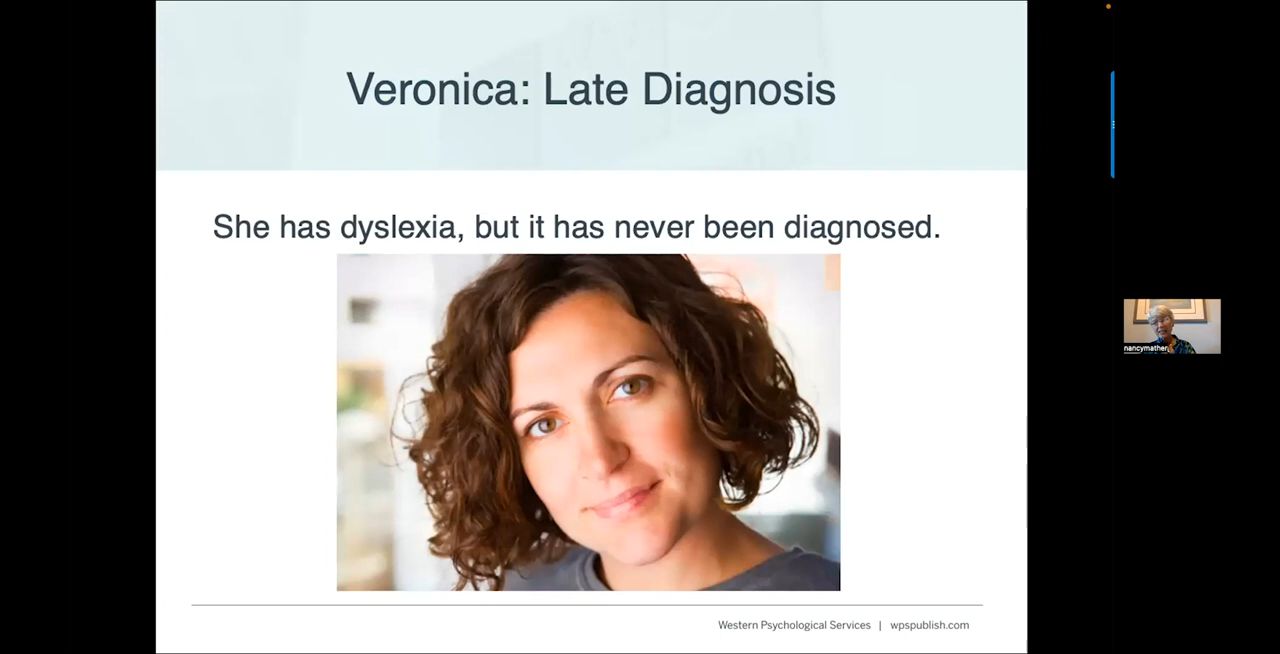 Veronica: Late Diagnosis
She has dyslexia, but it has never been diagnosed.
nancymather
Western Psychological Services | wpspublish.com